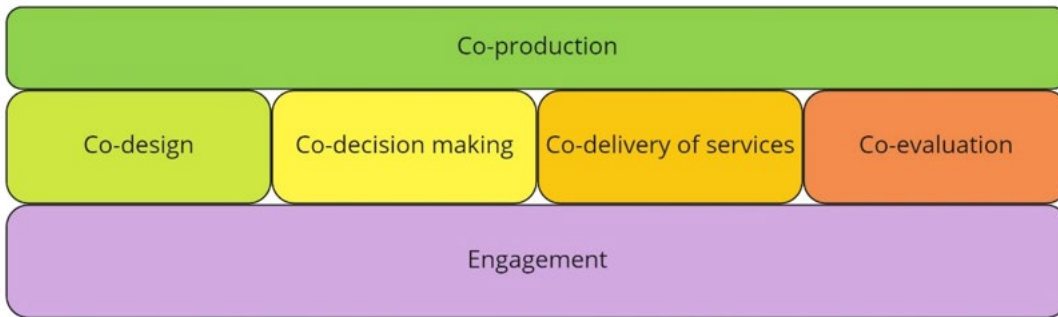 Co-production
Co-design
Co-decision making
Co-delivery of services
Co-evaluation
Engagement